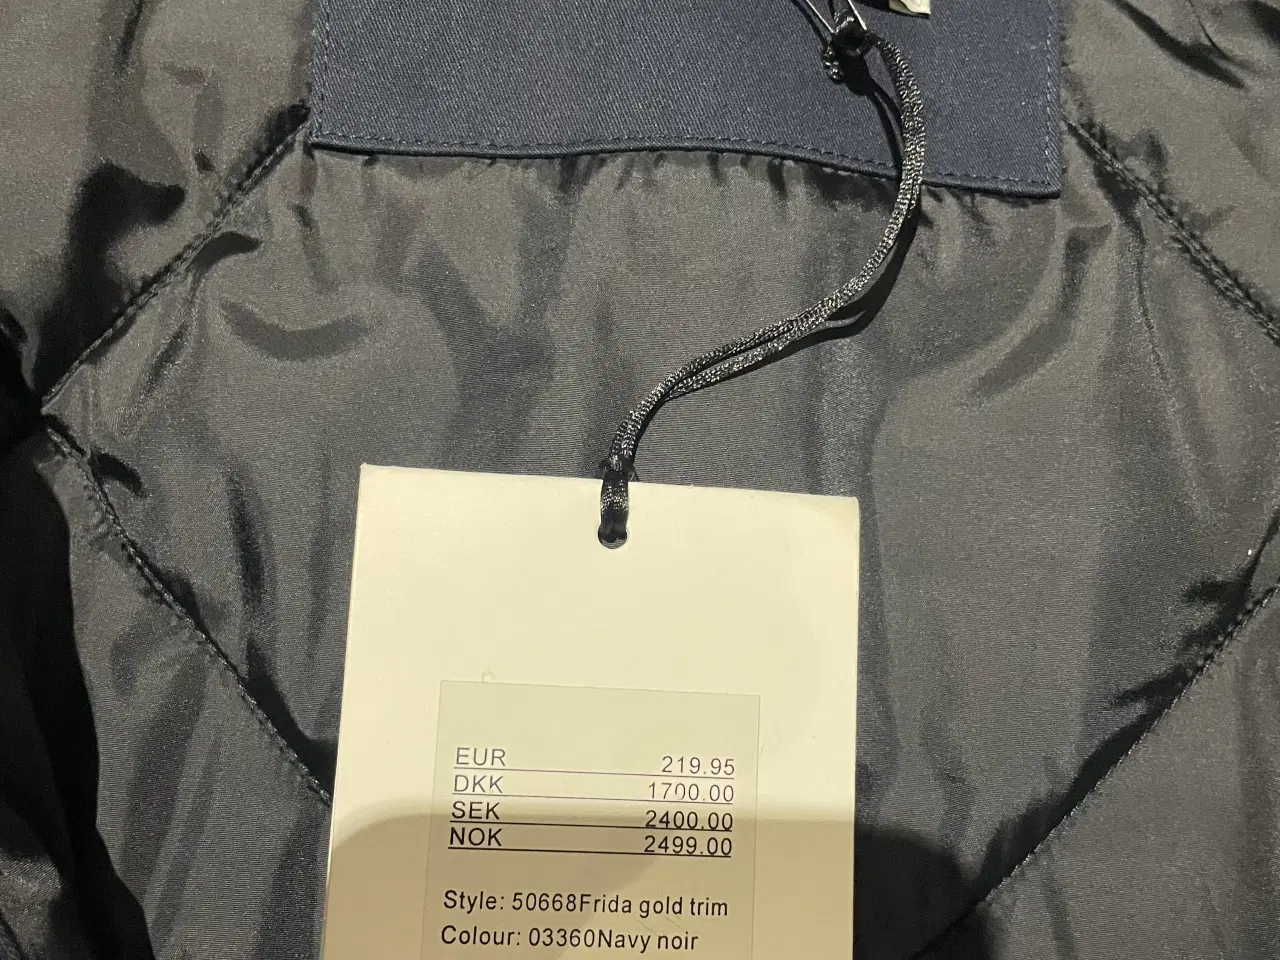 EUR 219.95
DKK 1700.00
SEK 2400.00
NOK 2499.00
Style: 50668Frida gold trim
Colour: 03360Navy noir